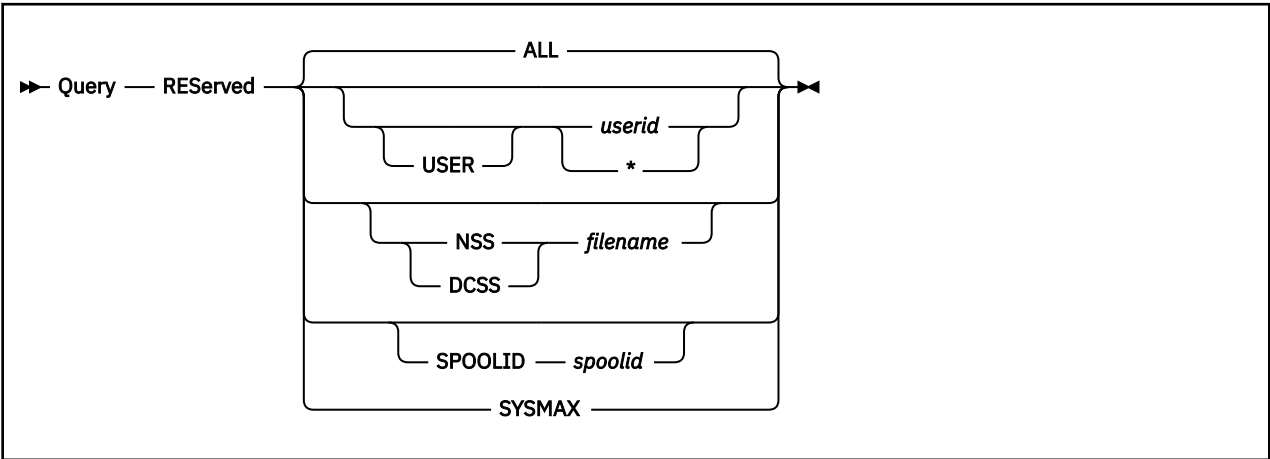 ALL
Query REServed
userid
USER *
NSS filename
DCSS
SPOOLID spoolid
SYSMAX